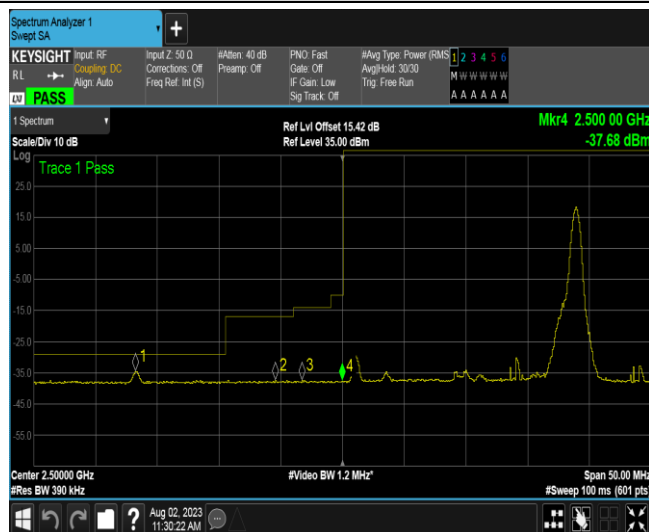 Spectrum Analyzer 1
Swept SA
+
KEYSIGHT
RL
LXI PASS
Input: RF
Coupling: DC
Align: Auto
Input Z: 50 Ω
Corrections: Off
Freq Ref: Int (S)
#Atten: 40 dB
Preamp: Off
PNO: Fast
Gate: Off
IF Gain: Low
Sig Track: Off
#Avg Type: Power (RMS
Avg|Hold: 30/30
Trig: Free Run
1 2 3 4 5 6
M W W W W W
A A A A A A
1 Spectrum
Scale/Div 10 dB
Ref Lvl Offset 15.42 dB
Ref Level 35.00 dBm
Mkr4 2.500 00 GHz
-37.68 dBm
Log
Trace 1 Pass
25.0
15.0
5.00
-5.00
-15.0
-25.0
-35.0
-45.0
-55.0
1
2
3
4
Center 2.50000 GHz
#Res BW 390 kHz
#Video BW 1.2 MHz*
Span 50.00 MHz
#Sweep 100 ms (601 pts)
?
Aug 02, 2023
11:30:22 AM